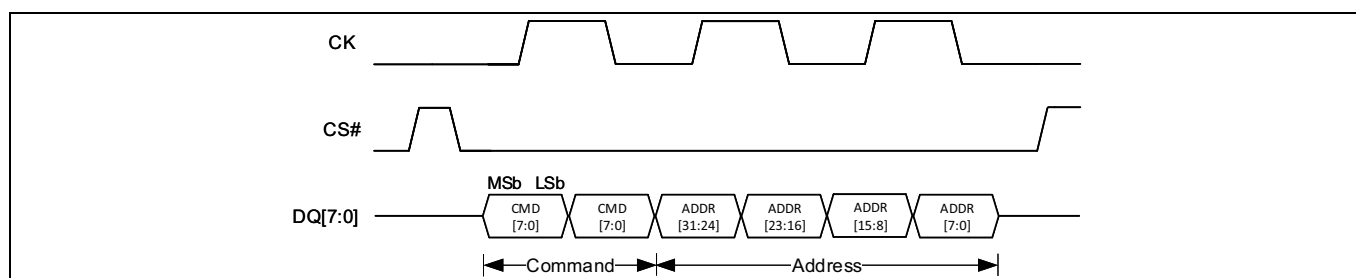 CK
CS#
MSb LSb
DQ[7:0]
CMD
[7:0]
CMD
[7:0]
ADDR
[31:24]
ADDR
[23:16]
ADDR
[15:8]
ADDR
[7:0]
Command
Address